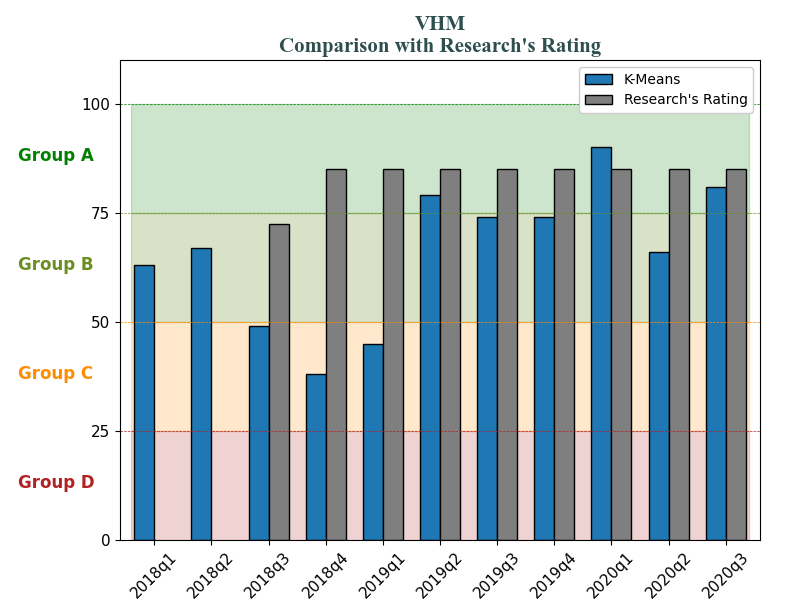 VHM
Comparison with Research's Rating
K-Means
Research's Rating
100
Group A
75
Group B
50
Group C
25
Group D
0
2018q1
2018q2
2018q3
2018q4
2019q1
2019q2
2019q3
2019q4
2020q1
2020q2
2020q3